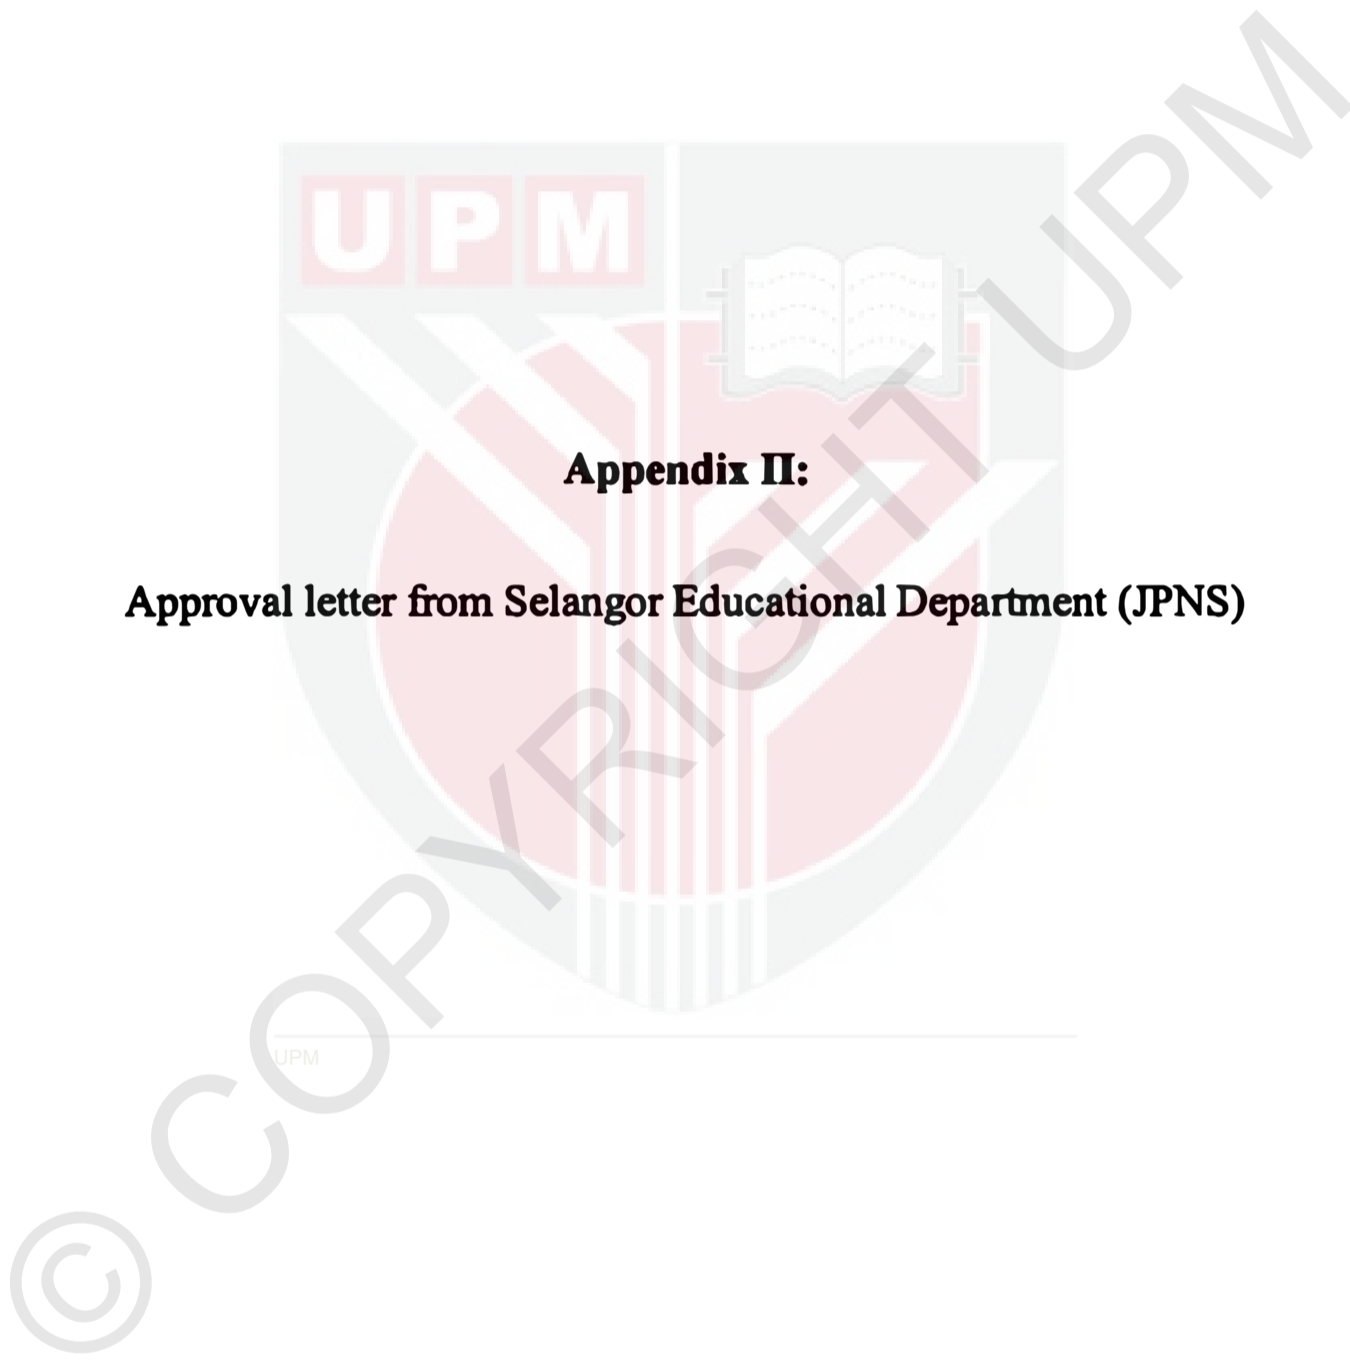 UPM
Appendix II:
Approval letter from Selangor Educational Department (JPNS)
UPM
© COPYRIGHT UPM